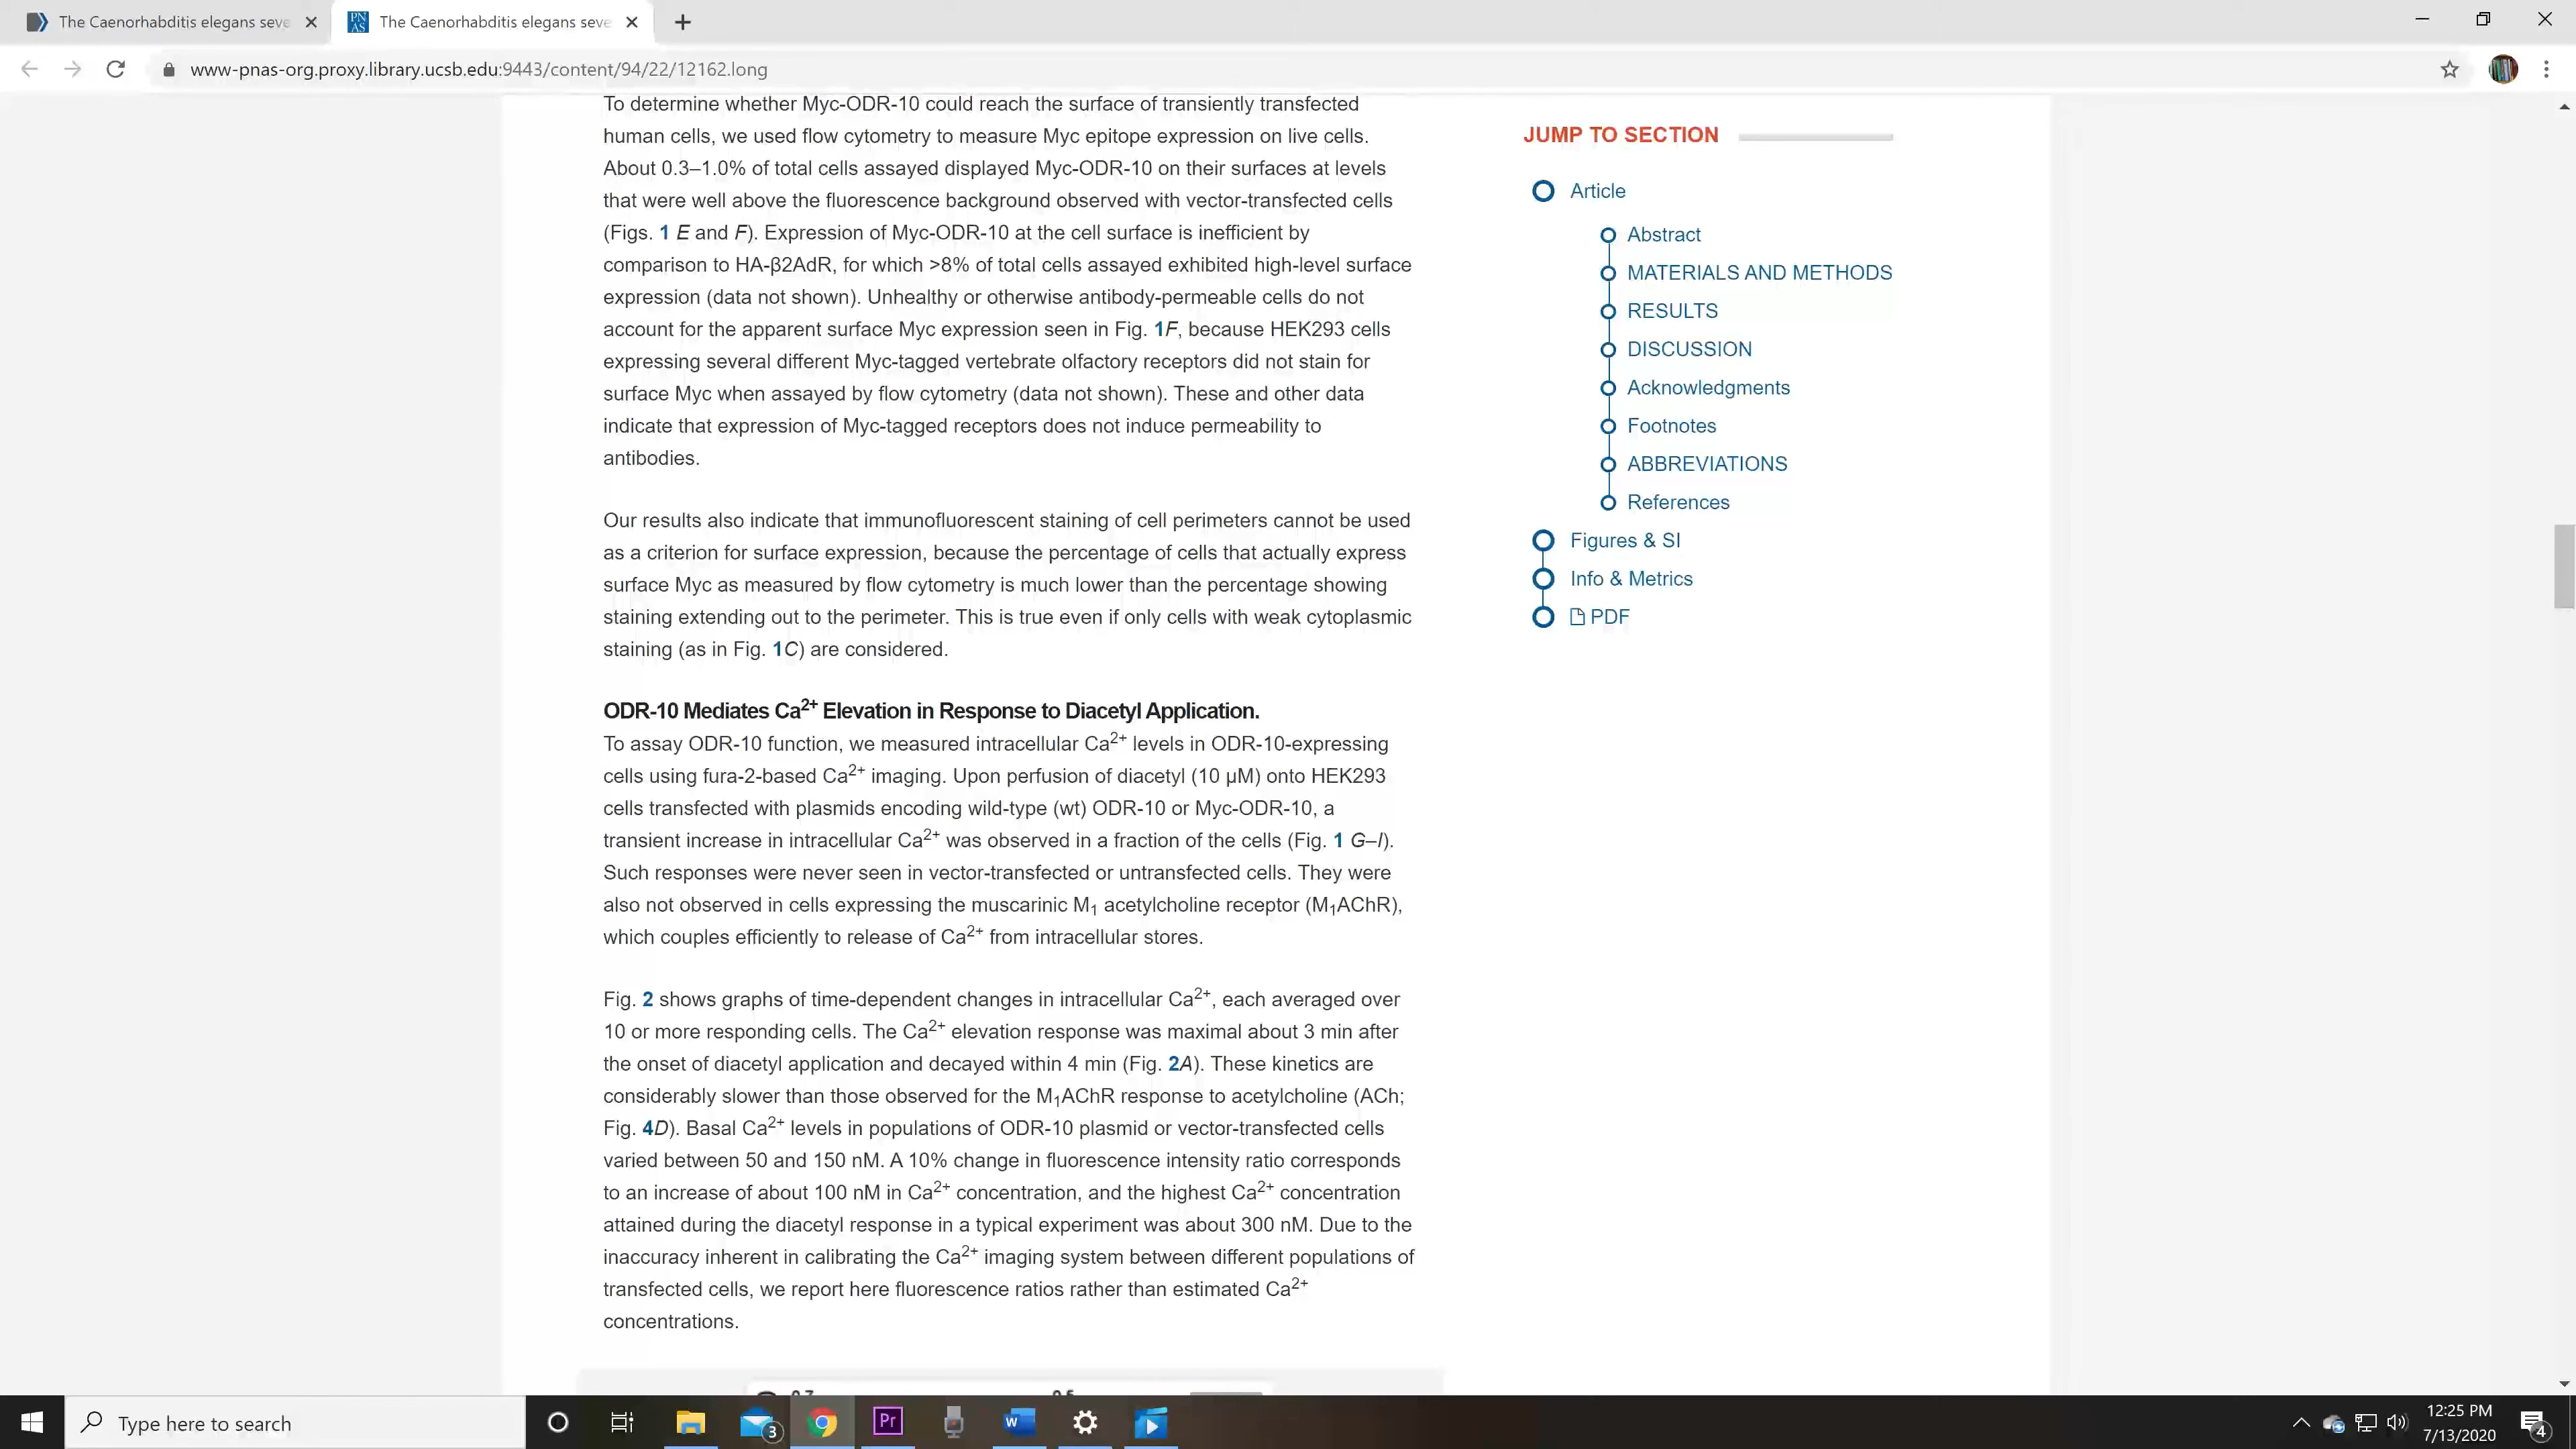 The Caenorhabditis elegans seve
The Caenorhabditis elegans seve
www-pnas-org.proxy.library.ucsb.edu:9443/content/94/22/12162.long
To determine whether Myc-ODR-10 could reach the surface of transiently transfected
human cells, we used flow cytometry to measure Myc epitope expression on live cells.
About 0.3–1.0% of total cells assayed displayed Myc-ODR-10 on their surfaces at levels
that were well above the fluorescence background observed with vector-transfected cells
(Figs. 1 E and F). Expression of Myc-ODR-10 at the cell surface is inefficient by
comparison to HA-β2AdR, for which >8% of total cells assayed exhibited high-level surface
expression (data not shown). Unhealthy or otherwise antibody-permeable cells do not
account for the apparent surface Myc expression seen in Fig. 1F, because HEK293 cells
expressing several different Myc-tagged vertebrate olfactory receptors did not stain for
surface Myc when assayed by flow cytometry (data not shown). These and other data
indicate that expression of Myc-tagged receptors does not induce permeability to
antibodies.
Our results also indicate that immunofluorescent staining of cell perimeters cannot be used
as a criterion for surface expression, because the percentage of cells that actually express
surface Myc as measured by flow cytometry is much lower than the percentage showing
staining extending out to the perimeter. This is true even if only cells with weak cytoplasmic
staining (as in Fig. 1C) are considered.
ODR-10 Mediates Ca2+ Elevation in Response to Diacetyl Application.
To assay ODR-10 function, we measured intracellular Ca2+ levels in ODR-10-expressing
cells using fura-2-based Ca2+ imaging. Upon perfusion of diacetyl (10 μM) onto HEK293
cells transfected with plasmids encoding wild-type (wt) ODR-10 or Myc-ODR-10, a
transient increase in intracellular Ca2+ was observed in a fraction of the cells (Fig. 1 G–I).
Such responses were never seen in vector-transfected or untransfected cells. They were
also not observed in cells expressing the muscarinic M1 acetylcholine receptor (M1AChR),
which couples efficiently to release of Ca2+ from intracellular stores.
Fig. 2 shows graphs of time-dependent changes in intracellular Ca2+, each averaged over
10 or more responding cells. The Ca2+ elevation response was maximal about 3 min after
the onset of diacetyl application and decayed within 4 min (Fig. 2A). These kinetics are
considerably slower than those observed for the M1AChR response to acetylcholine (ACh;
Fig. 4D). Basal Ca2+ levels in populations of ODR-10 plasmid or vector-transfected cells
varied between 50 and 150 nM. A 10% change in fluorescence intensity ratio corresponds
to an increase of about 100 nM in Ca2+ concentration, and the highest Ca2+ concentration
attained during the diacetyl response in a typical experiment was about 300 nM. Due to the
inaccuracy inherent in calibrating the Ca2+ imaging system between different populations of
transfected cells, we report here fluorescence ratios rather than estimated Ca2+
concentrations.
JUMP TO SECTION
Article
Abstract
MATERIALS AND METHODS
RESULTS
DISCUSSION
Acknowledgments
Footnotes
ABBREVIATIONS
References
Figures & SI
Info & Metrics
PDF
Type here to search
3
Pr
W
12:25 PM
7/13/2020
4